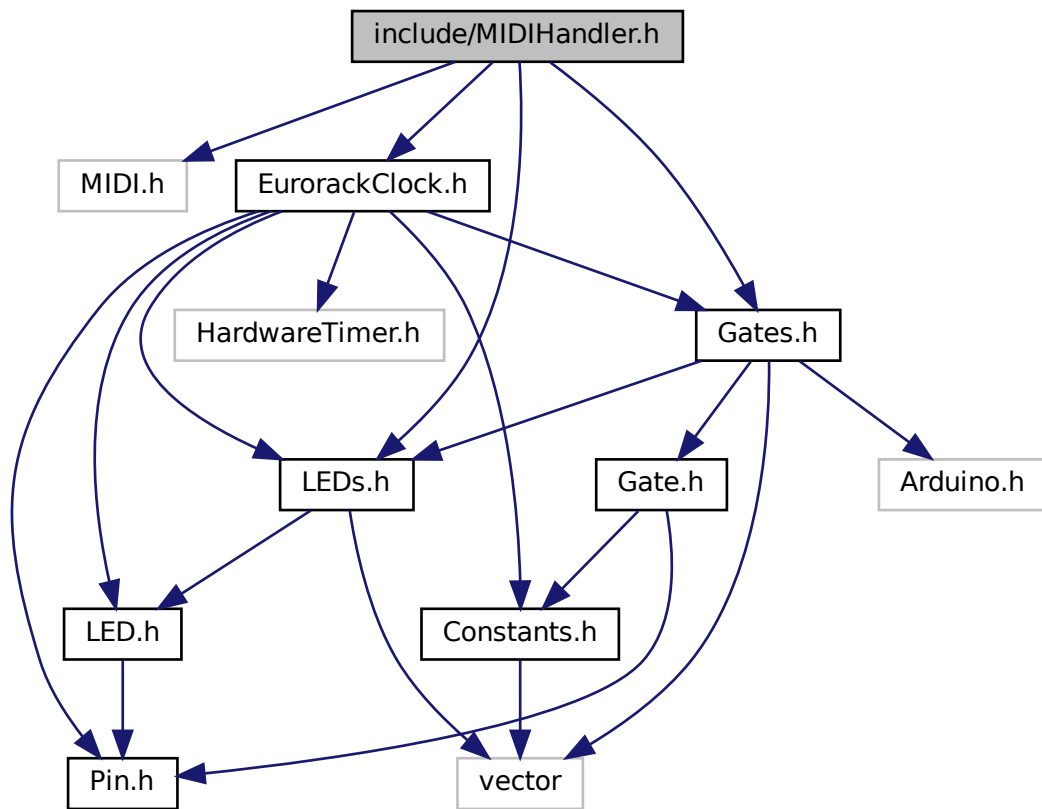 include/MIDIHandler.h
MIDI.h
EurorackClock.h
HardwareTimer.h
Gates.h
LEDs.h
Gate.h
Arduino.h
LED.h
Constants.h
Pin.h
vector